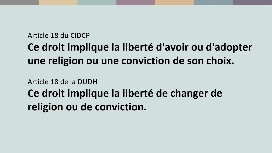 Article 18 du CIDCP
Ce droit implique la liberté d'avoir ou d'adopter
une religion ou une conviction de son choix.
Article 18 de la DUDH
Ce droit implique la liberté de changer de
religion ou de conviction.